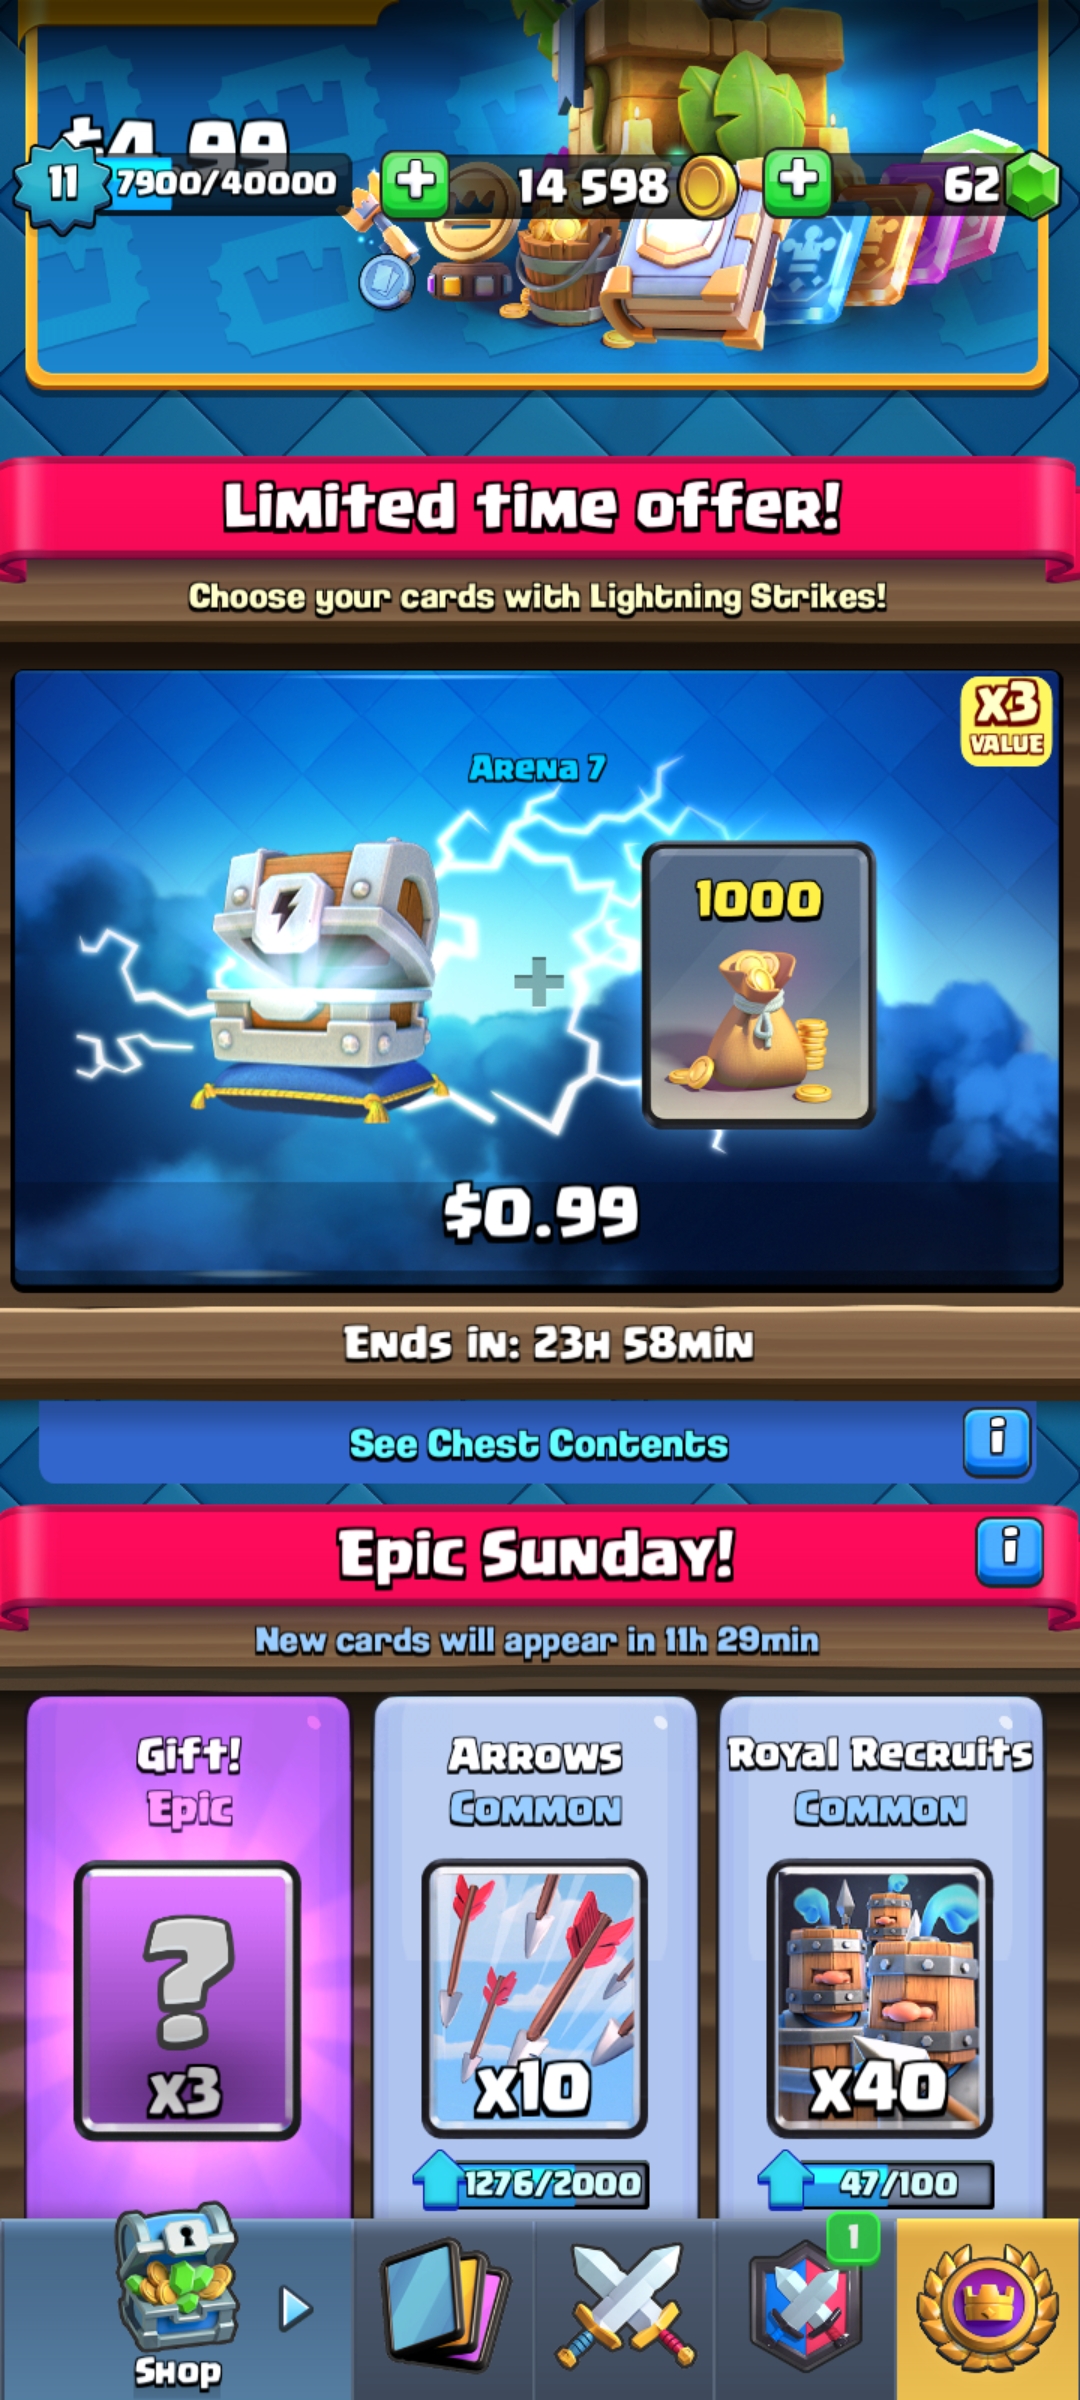 $4.99
11
7900/40000
14 598
62
Limited time offer!
Choose your cards with Lightning Strikes!
x3
VALUE
Arena 7
1000
$0.99
Ends in: 23h 58min
See Chest Contents
i
Epic Sunday!
i
New cards will appear in 11h 29min
Gift!
Epic
?
x3
Arrows
Common
x10
1276/2000
Royal Recruits
Common
x40
47/100
Shop
1